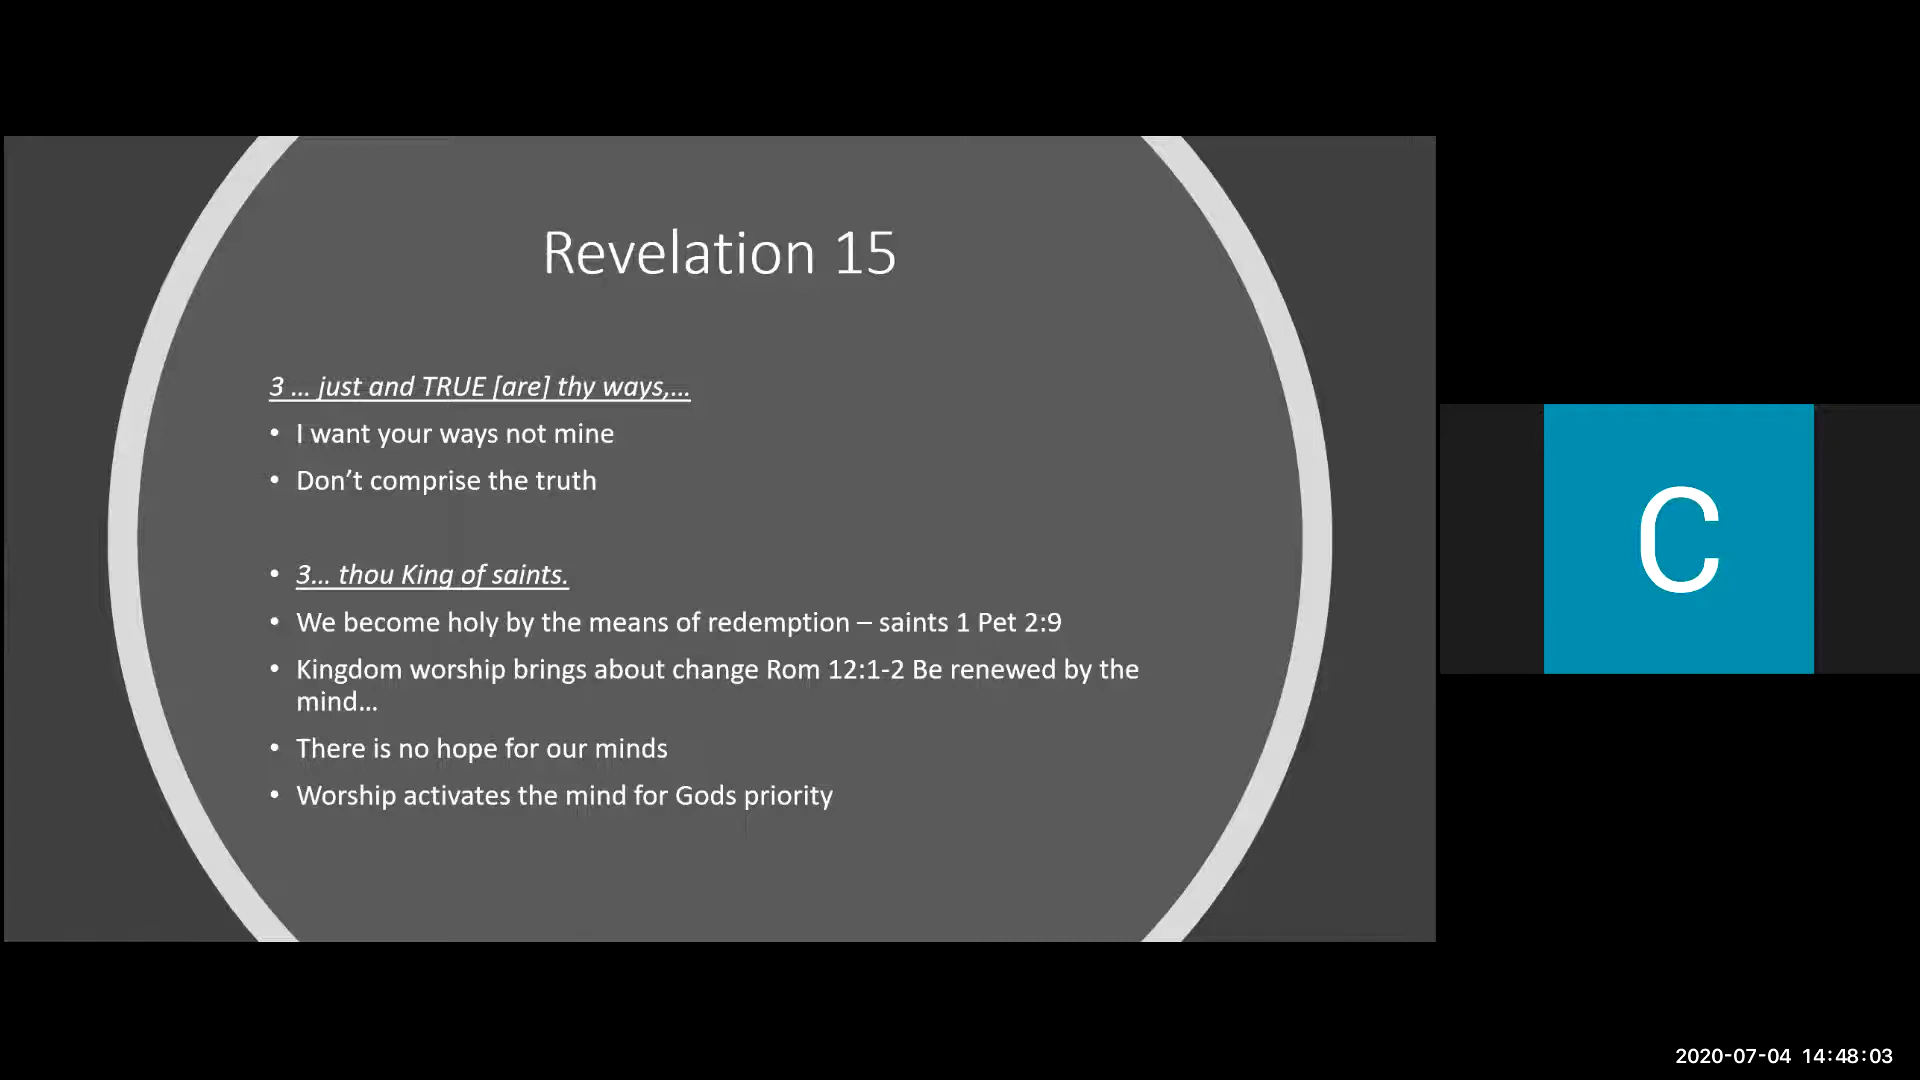 Revelation 15
3 ... just and TRUE [are] thy ways,...
• I want your ways not mine
• Don’t comprise the truth
• 3... thou King of saints.
• We become holy by the means of redemption – saints 1 Pet 2:9
• Kingdom worship brings about change Rom 12:1-2 Be renewed by the
mind...
• There is no hope for our minds
• Worship activates the mind for Gods priority
C
2020-07-04 14:48:03